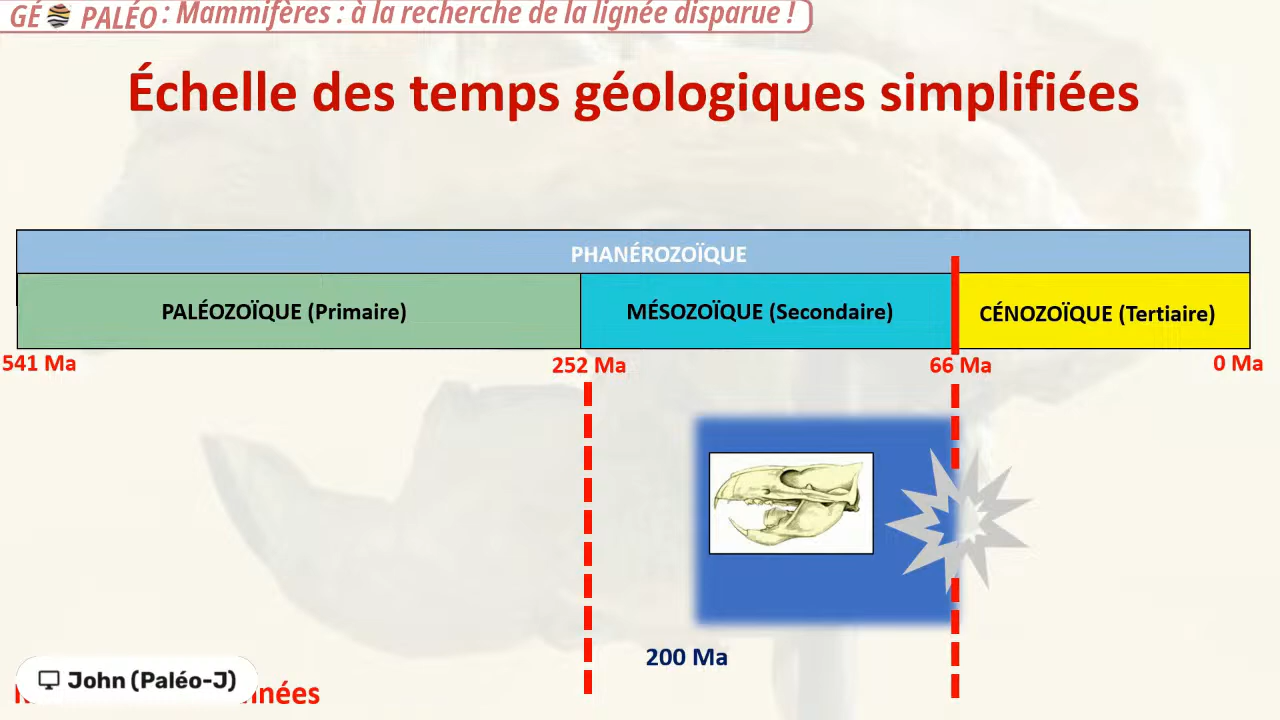 GÉ PALÉO : Mammifères : à la recherche de la lignée disparue !
Échelle des temps géologiques simplifiées
PHANÉROZOÏQUE
PALÉOZOÏQUE (Primaire)
MÉSOZOÏQUE (Secondaire)
CÉNOZOÏQUE (Tertiaire)
541 Ma
252 Ma
66 Ma
0 Ma
200 Ma
John (Paléo-J)